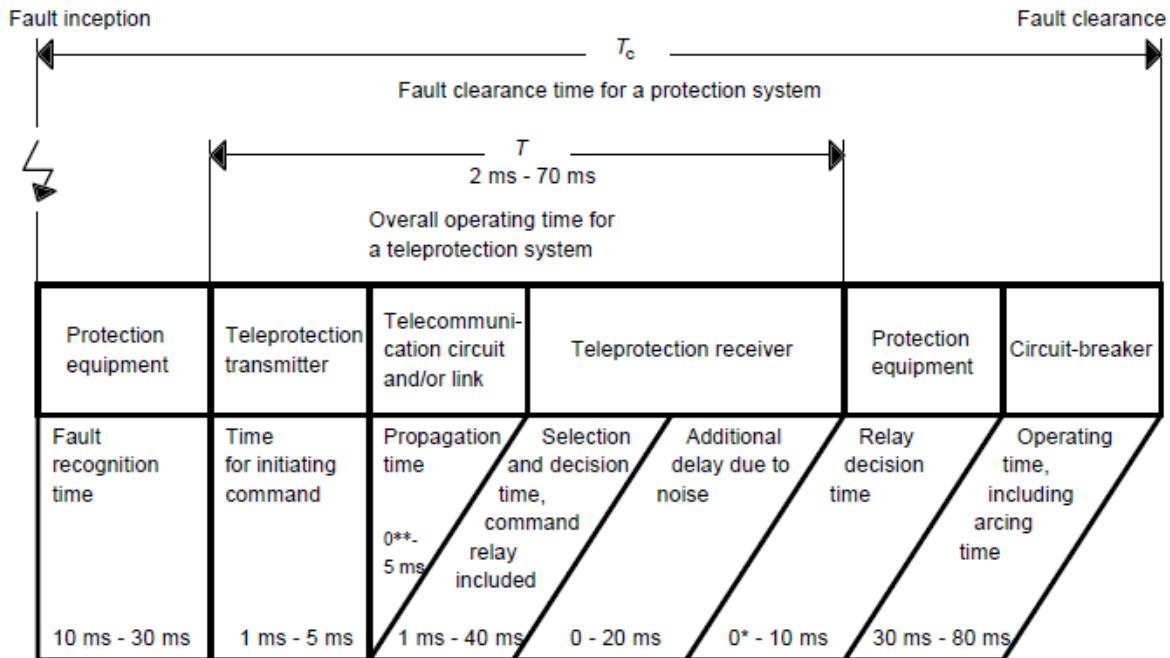 Fault inception
Fault clearance
Tc
Fault clearance time for a protection system
T
2 ms - 70 ms
Overall operating time for
a teleprotection system
Protection
equipment
Teleprotection
transmitter
Telecommuni-
cation circuit
and/or link
Teleprotection receiver
Protection
equipment
Circuit-breaker
Fault
recognition
time
Time
for initiating
command
Propagation
time
0**-
5 ms
Selection
and decision
time,
command
relay
included
Additional
delay due to
noise
Relay
decision
time
Operating
time,
including
arcing
time
10 ms - 30 ms
1 ms - 5 ms
1 ms - 40 ms
0 - 20 ms
0* - 10 ms
30 ms - 80 ms